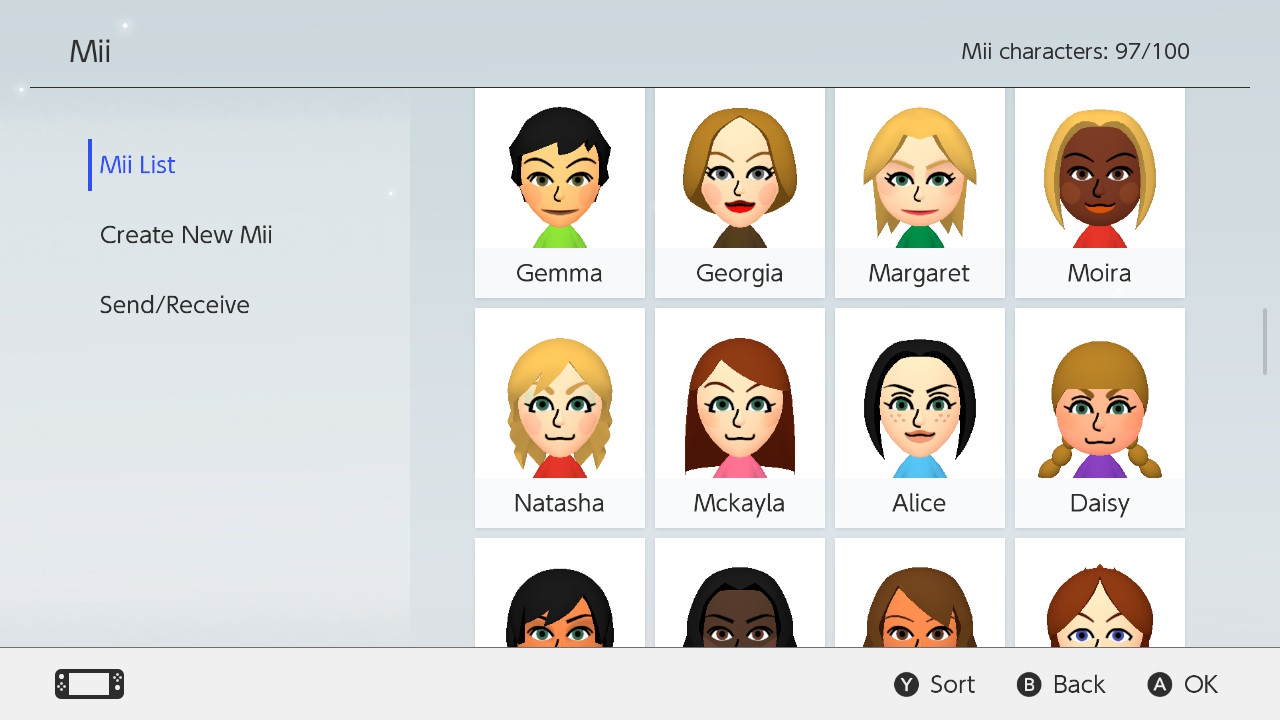 Mii
Mii characters: 97/100
Mii List
Create New Mii
Send/Receive
Gemma
Georgia
Margaret
Moira
Natasha
Mckayla
Alice
Daisy
Y Sort
B Back
A OK